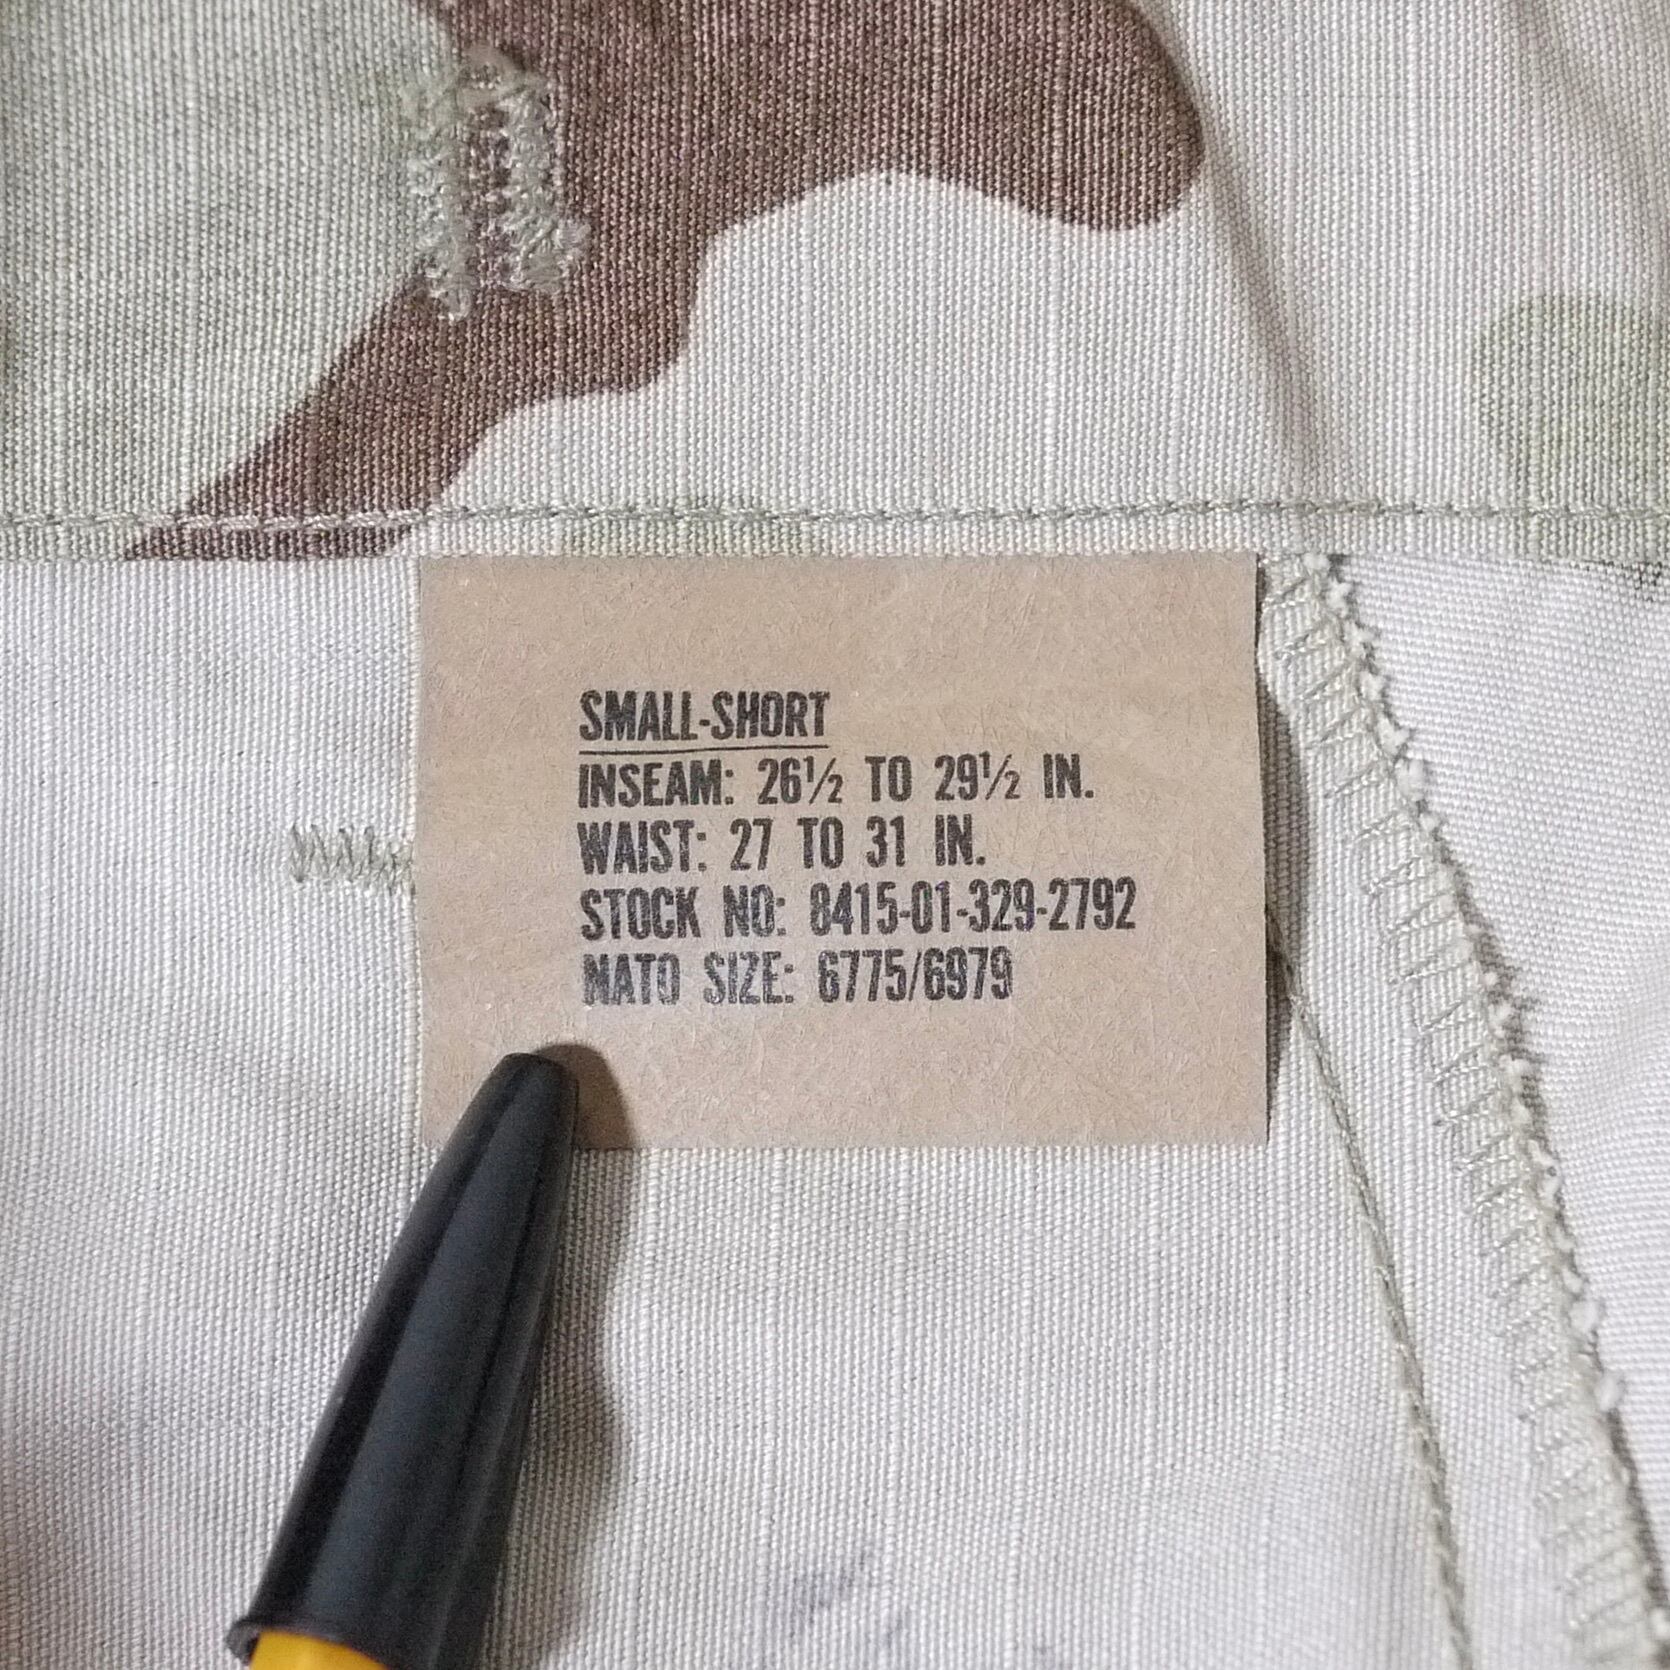 SMALL-SHORT
INSEAM: 26½ TO 29½ IN.
WAIST: 27 TO 31 IN.
STOCK NO: 8415-01-329-2792
NATO SIZE: 6775/6979